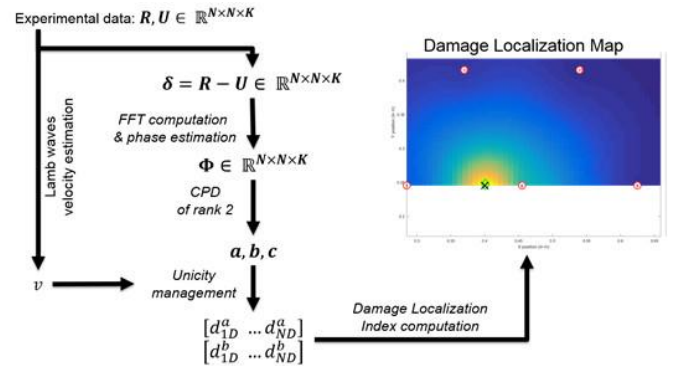 Experimental data: R, U ∈ ℝ^{N×N×K}
δ = R − U ∈ ℝ^{N×N×K}
Lamb waves
velocity estimation
FFT computation
& phase estimation
Φ ∈ ℝ^{N×N×K}
CPD
of rank 2
a, b, c
Unicity
management
v
[d^a_{1D} … d^a_{ND}]
[d^b_{1D} … d^b_{ND}]
Damage Localization
Index computation
Damage Localization Map